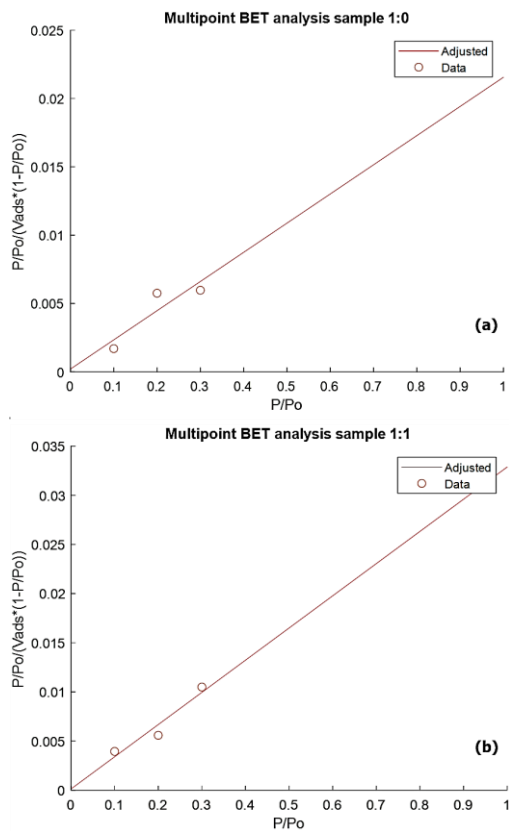 Multipoint BET analysis sample 1:0
0.025
0.02
0.015
0.01
0.005
0
P/Po/(Vads*(1-P/Po))
Adjusted
Data
(a)
0 0.1 0.2 0.3 0.4 0.5 0.6 0.7 0.8 0.9 1
P/Po
Multipoint BET analysis sample 1:1
0.035
0.03
0.025
0.02
0.015
0.01
0.005
0
P/Po/(Vads*(1-P/Po))
Adjusted
Data
(b)
0 0.1 0.2 0.3 0.4 0.5 0.6 0.7 0.8 0.9 1
P/Po